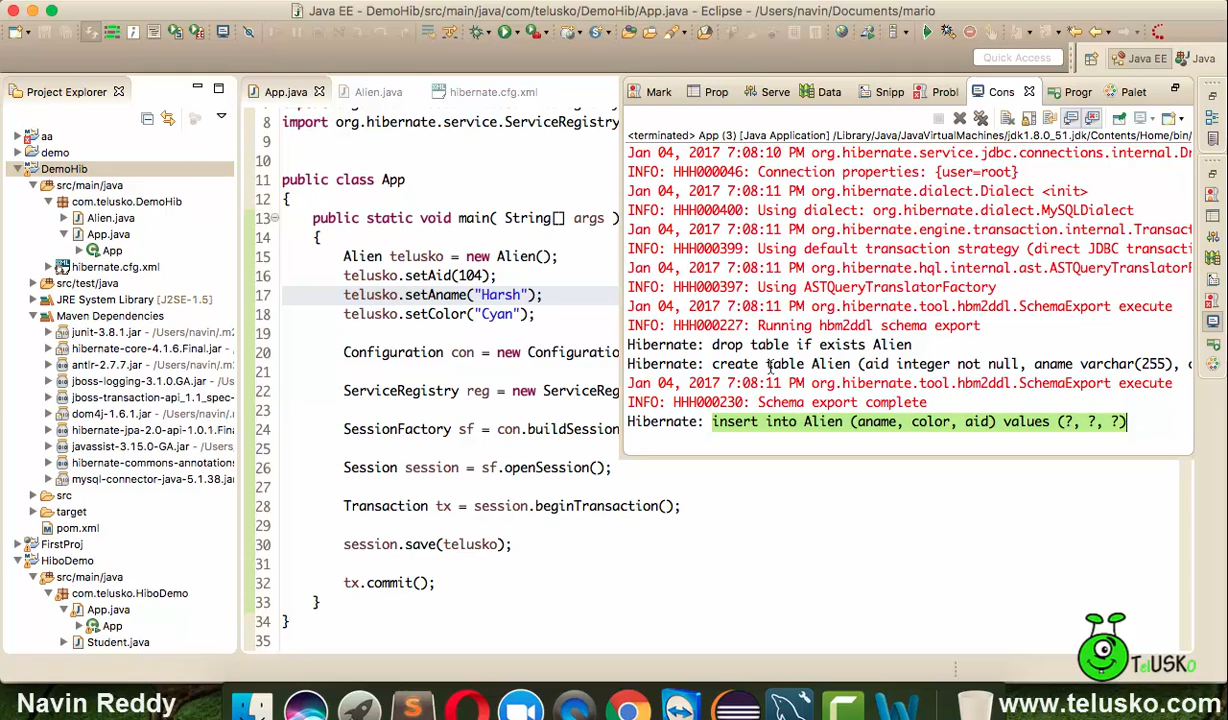 Java EE - DemoHib/src/main/java/com/telusko/DemoHib/App.java - Eclipse - /Users/navin/Documents/mario
Quick Access
Java EE
Java
Project Explorer
aa
demo
DemoHib
src/main/java
com.telusko.DemoHib
Alien.java
App.java
App
hibernate.cfg.xml
src/test/java
JRE System Library [J2SE-1.5]
Maven Dependencies
junit-3.8.1.jar - /Users/navin/.m2
hibernate-core-4.1.6.Final.jar -
jboss-logging-3.1.0.GA.jar - /Us
jboss-transaction-api_1.1_spec-
dom4j-1.6.1.jar - /Users/navin/.m
hibernate-jpa-2.0-api-1.0.1.Fina
javassist-3.15.0-GA.jar - /Users/
hibernate-commons-annotations
mysql-connector-java-5.1.38.jar
src
target
pom.xml
FirstProj
HiboDemo
src/main/java
com.telusko.HiboDemo
App.java
App
Student.java
App.java
Alien.java
hibernate.cfg.xml
8 import org.hibernate.service.ServiceRegistry
9
10
11 public class App
12 {
13 public static void main( String[] args )
14 {
15 Alien telusko = new Alien();
16 telusko.setAid(104);
17 telusko.setAname("Harsh");
18 telusko.setColor("Cyan");
19
20 Configuration con = new Configurati
21
22 ServiceRegistry reg = new ServiceReg
23
24 SessionFactory sf = con.buildSession
25
26 Session session = sf.openSession();
27
28 Transaction tx = session.beginTransaction();
29
30 session.save(telusko);
31
32 tx.commit();
33 }
34 }
35
Mark Prop Serve Data Snipp Probl Cons Progr Palet
<terminated> App (3) [Java Application] /Library/Java/JavaVirtualMachines/jdk1.8.0_51.jdk/Contents/Home/bin/
Jan 04, 2017 7:08:10 PM org.hibernate.service.jdbc.connections.internal.Dr
INFO: HHH000046: Connection properties: {user=root}
Jan 04, 2017 7:08:11 PM org.hibernate.dialect.Dialect <init>
INFO: HHH000400: Using dialect: org.hibernate.dialect.MySQLDialect
Jan 04, 2017 7:08:11 PM org.hibernate.engine.transaction.internal.Transact
INFO: HHH000399: Using default transaction strategy (direct JDBC transacti
Jan 04, 2017 7:08:11 PM org.hibernate.hql.internal.ast.ASTQueryTranslatorF
INFO: HHH000397: Using ASTQueryTranslatorFactory
Jan 04, 2017 7:08:11 PM org.hibernate.tool.hbm2ddl.SchemaExport execute
INFO: HHH000227: Running hbm2ddl schema export
Hibernate: drop table if exists Alien
Hibernate: create table Alien (aid integer not null, aname varchar(255), c
Jan 04, 2017 7:08:11 PM org.hibernate.tool.hbm2ddl.SchemaExport execute
INFO: HHH000230: Schema export complete
Hibernate: insert into Alien (aname, color, aid) values (?, ?, ?)
TelUSKO
Navin Reddy
www.telusko.com